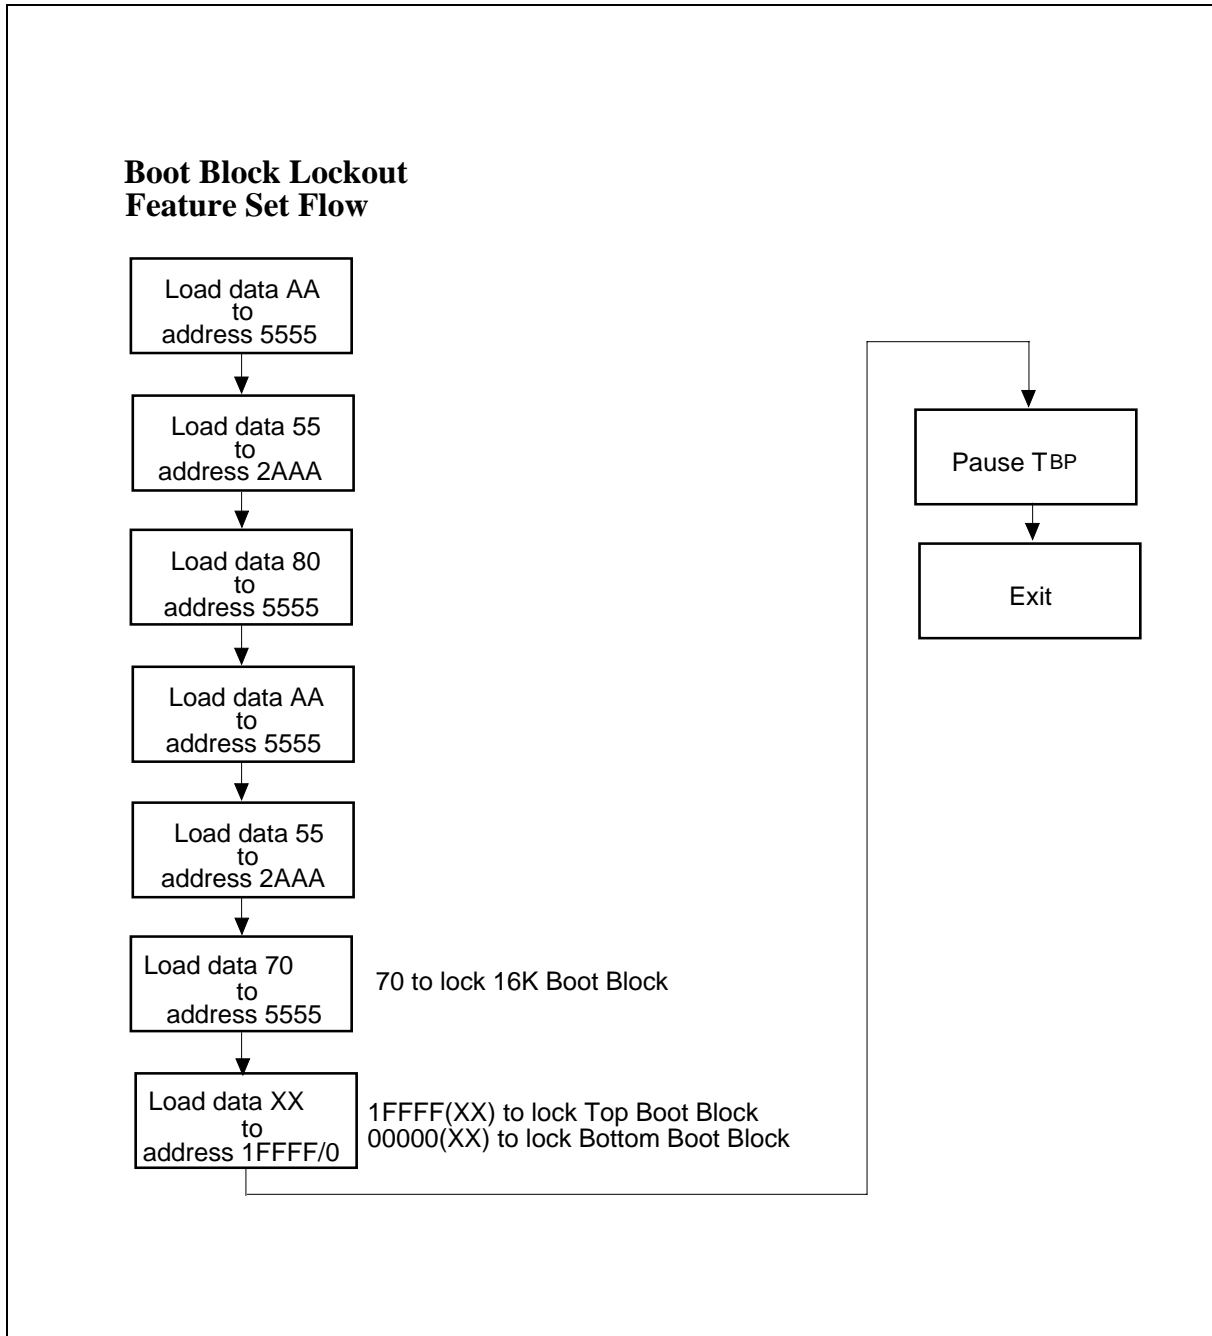 Boot Block Lockout
Feature Set Flow
Load data AA
to
address 5555
Load data 55
to
address 2AAA
Load data 80
to
address 5555
Load data AA
to
address 5555
Load data 55
to
address 2AAA
Load data 70
to
address 5555
70 to lock 16K Boot Block
Load data XX
to
address 1FFFF/0
1FFFF(XX) to lock Top Boot Block
00000(XX) to lock Bottom Boot Block
Pause TBP
Exit